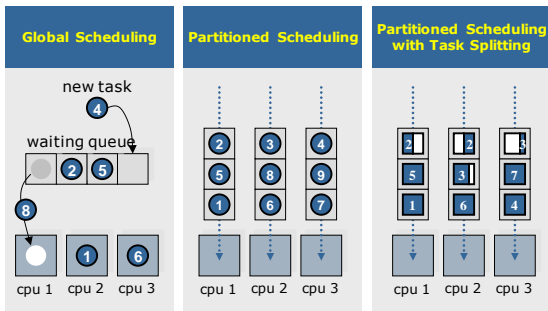 Global Scheduling
new task
4
waiting queue
2 5
8
1 6
cpu 1 cpu 2 cpu 3
Partitioned Scheduling
2 3 4
5 8 9
1 6 7
cpu 1 cpu 2 cpu 3
Partitioned Scheduling
with Task Splitting
2 2 3
5 3 7
1 6 4
cpu 1 cpu 2 cpu 3